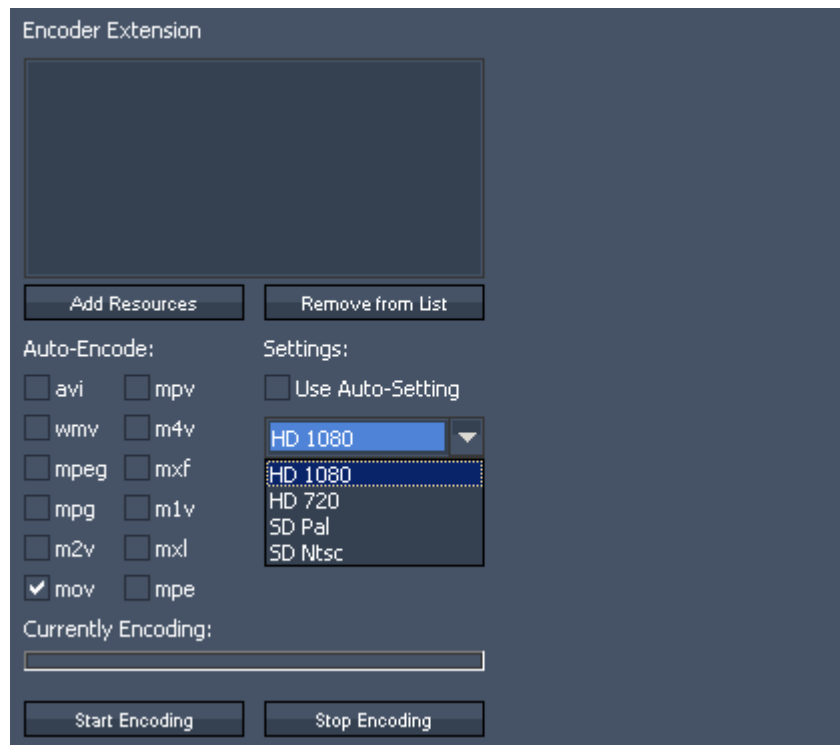 Encoder Extension
Add Resources
Remove from List
Auto-Encode:
Settings:
avi
mpv
Use Auto-Setting
wmv
m4v
HD 1080
mpeg
mxf
HD 1080
HD 720
mpg
m1v
SD Pal
m2v
mxl
SD Ntsc
mov
mpe
Currently Encoding:
Start Encoding
Stop Encoding